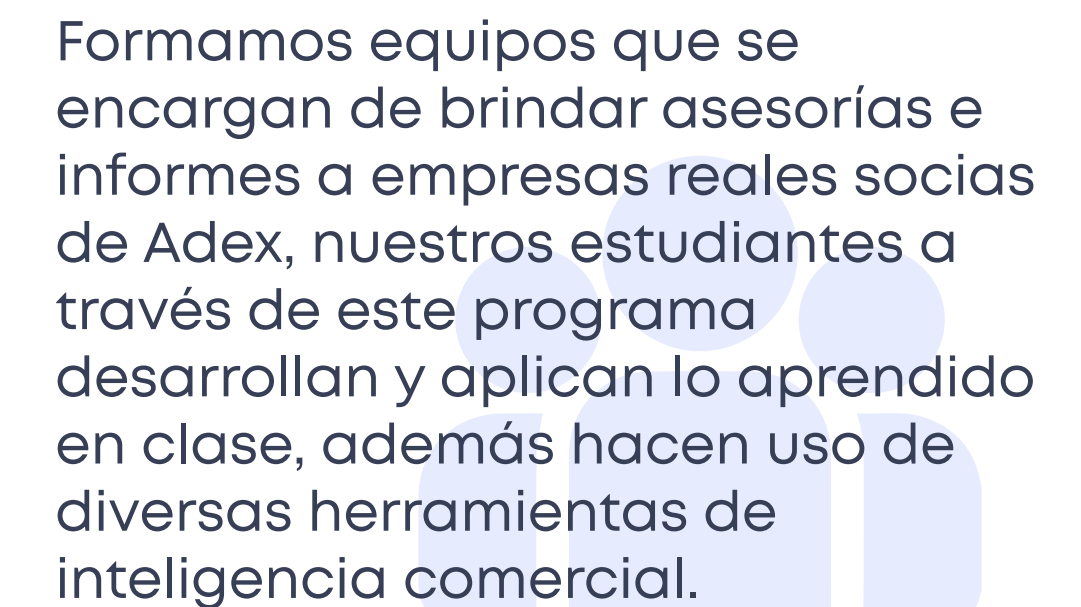 Formamos equipos que se
encargan de brindar asesorías e
informes a empresas reales socias
de Adex, nuestros estudiantes a
través de este programa
desarrollan y aplican lo aprendido
en clase, además hacen uso de
diversas herramientas de
inteligencia comercial.